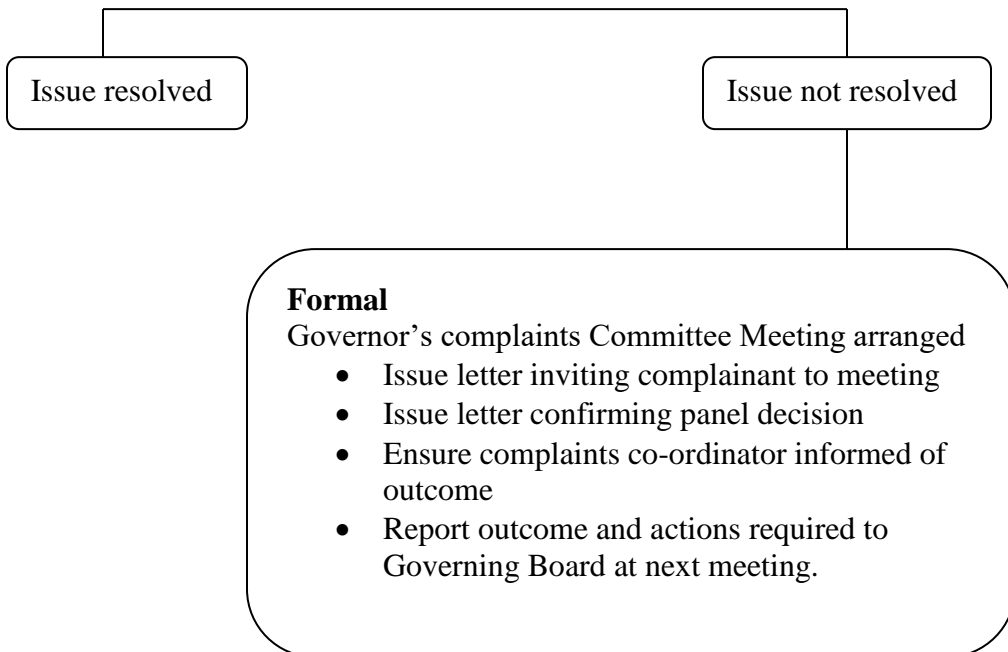 Issue resolved
Issue not resolved
Formal
Governor’s complaints Committee Meeting arranged
• Issue letter inviting complainant to meeting
• Issue letter confirming panel decision
• Ensure complaints co-ordinator informed of
outcome
• Report outcome and actions required to
Governing Board at next meeting.